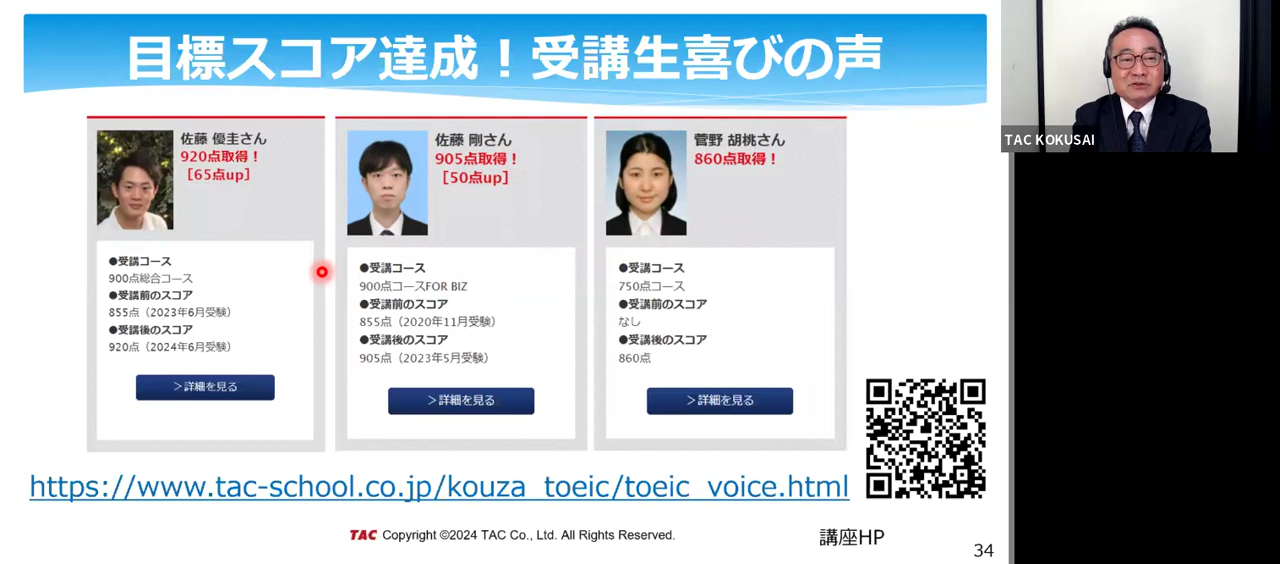 目標スコア達成！受講生喜びの声
佐藤 優圭さん
920点取得！
［65点up］
●受講コース
900点総合コース
●受講前のスコア
855点（2023年6月受験）
●受講後のスコア
920点（2024年6月受験）
＞詳細を見る
佐藤 剛さん
905点取得！
［50点up］
●受講コース
900点コースFOR BIZ
●受講前のスコア
855点（2020年11月受験）
●受講後のスコア
905点（2023年5月受験）
＞詳細を見る
菅野 胡桃さん
860点取得！
●受講コース
750点コース
●受講前のスコア
なし
●受講後のスコア
860点
＞詳細を見る
https://www.tac-school.co.jp/kouza_toeic/toeic_voice.html
TAC Copyright ©2024 TAC Co., Ltd. All Rights Reserved.
講座HP
34
TAC KOKUSAI